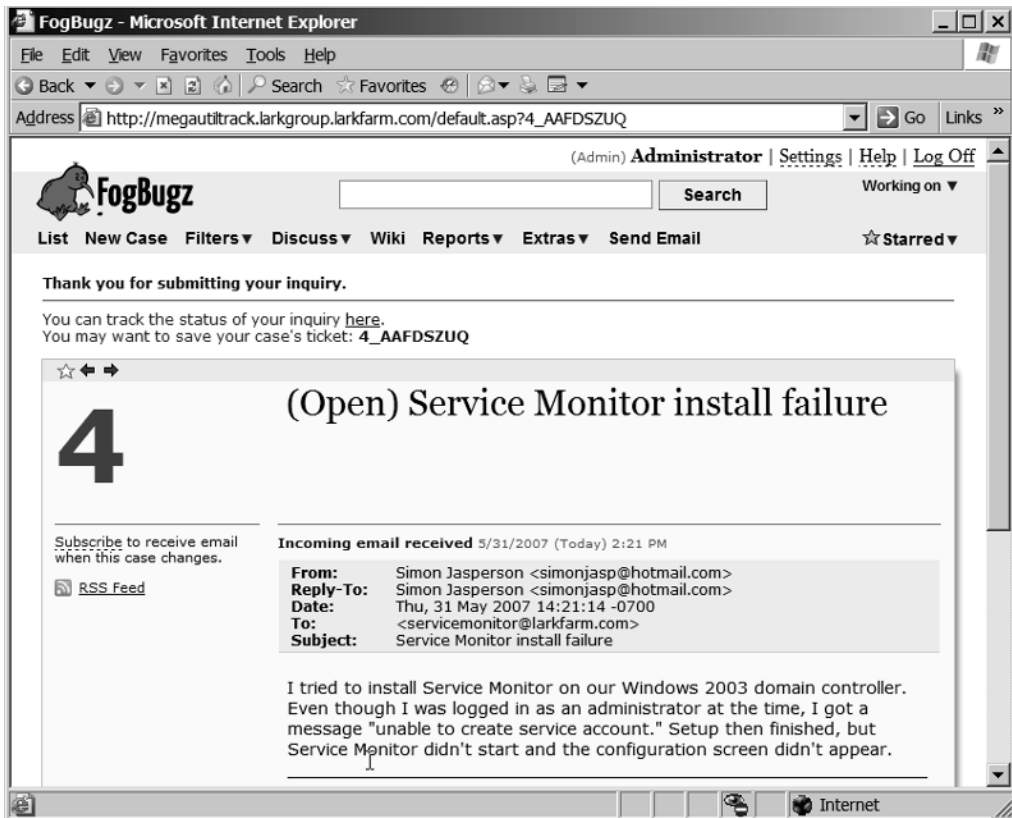 FogBugz - Microsoft Internet Explorer
File Edit View Favorites Tools Help
Back Search Favorites
Address http://megautiltrack.larkgroup.larkfarm.com/default.asp?4_AAFDSZUQ Go Links »
(Admin) Administrator | Settings | Help | Log Off
FogBugz Search Working on ▼
List New Case Filters▼ Discuss▼ Wiki Reports▼ Extras▼ Send Email ☆Starred▼
Thank you for submitting your inquiry.
You can track the status of your inquiry here.
You may want to save your case's ticket: 4_AAFDSZUQ
4
(Open) Service Monitor install failure
Subscribe to receive email
when this case changes.
RSS Feed
Incoming email received 5/31/2007 (Today) 2:21 PM
From: Simon Jasperson <simonjasp@hotmail.com>
Reply-To: Simon Jasperson <simonjasp@hotmail.com>
Date: Thu, 31 May 2007 14:21:14 -0700
To: <servicemonitor@larkfarm.com>
Subject: Service Monitor install failure
I tried to install Service Monitor on our Windows 2003 domain controller.
Even though I was logged in as an administrator at the time, I got a
message "unable to create service account." Setup then finished, but
Service Monitor didn't start and the configuration screen didn't appear.
Internet